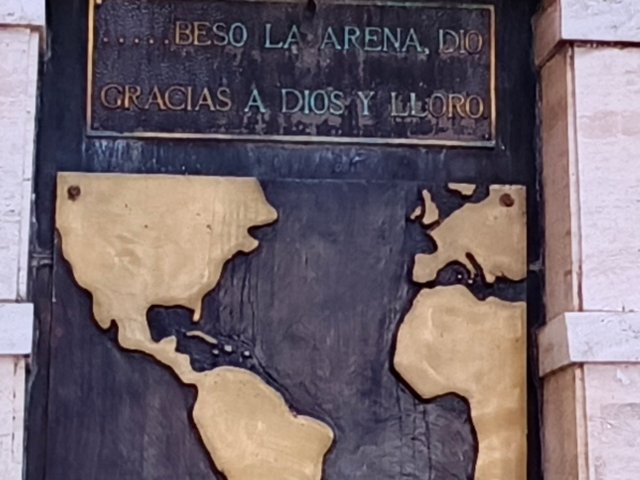 .....BESO LA ARENA, DIO
GRACIAS A DIOS Y LLORO.